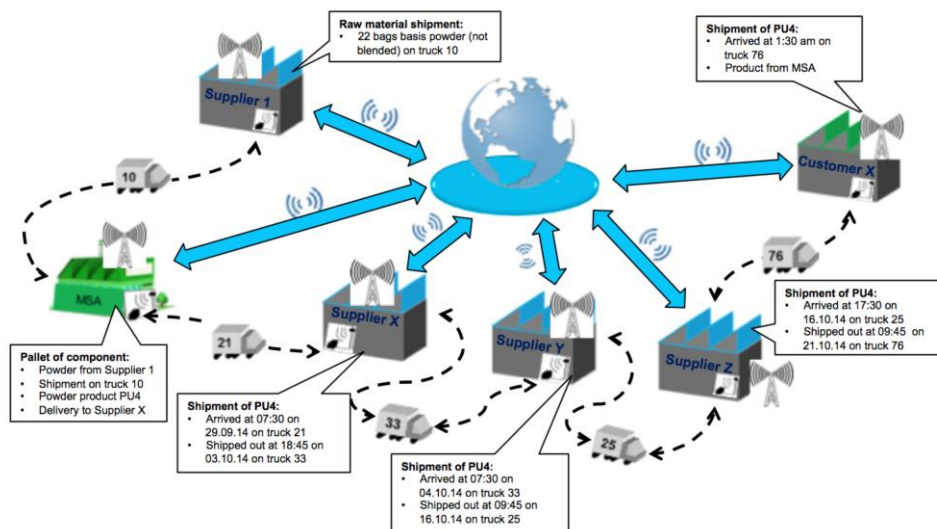 Raw material shipment:
• 22 bags basis powder (not
blended) on truck 10
Shipment of PU4:
• Arrived at 1:30 am on
truck 76
• Product from MSA
Supplier 1
Customer X
10
MSA
Supplier X
21
Supplier Y
33
25
Supplier Z
76
Shipment of PU4:
• Arrived at 17:30 on
16.10.14 on truck 25
• Shipped out at 09:45 on
21.10.14 on truck 76
Pallet of component:
• Powder from Supplier 1
• Shipment on truck 10
• Powder product PU4
• Delivery to Supplier X
Shipment of PU4:
• Arrived at 07:30 on
29.09.14 on truck 21
• Shipped out at 18:45 on
03.10.14 on truck 33
Shipment of PU4:
• Arrived at 07:30 on
04.10.14 on truck 33
• Shipped out at 09:45 on
16.10.14 on truck 25